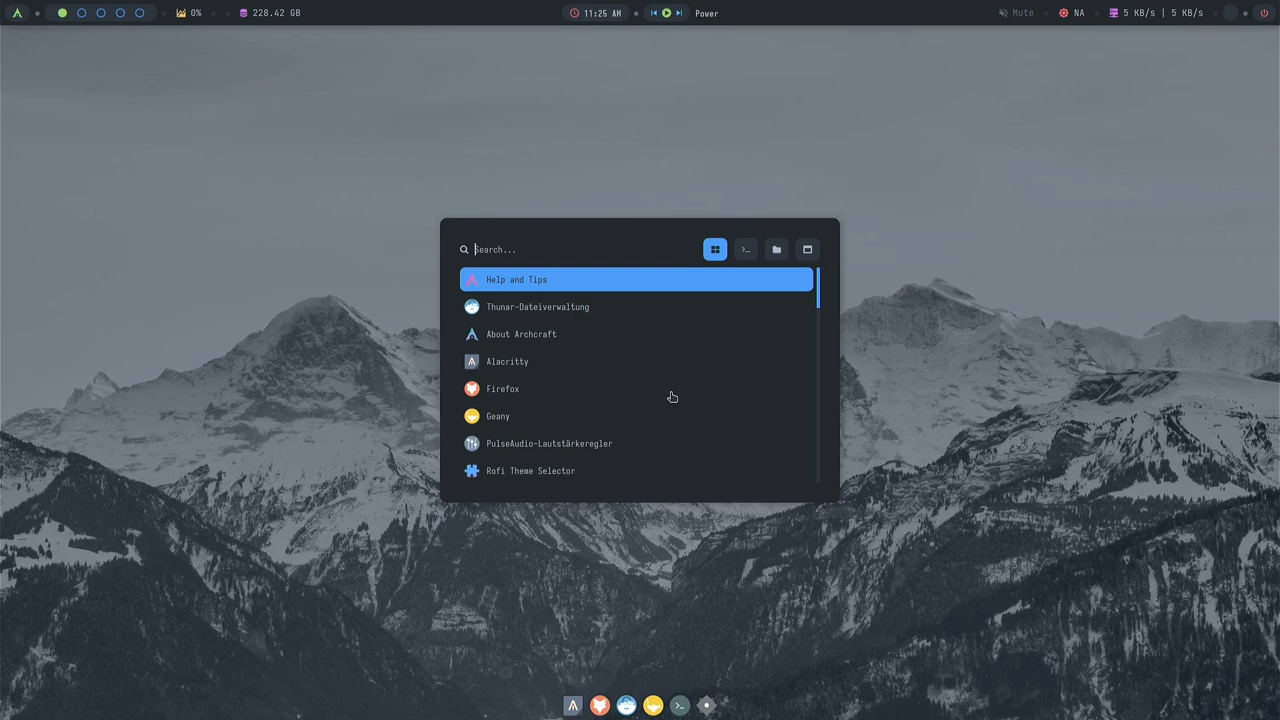 0% 228.42 GB 11:25 AM Power Mute NA 5 KB/s | 5 KB/s
Search... >_
Help and Tips
Thunar-Dateiverwaltung
About Archcraft
Alacritty
Firefox
Geany
PulseAudio-Lautstärkeregler
Rofi Theme Selector